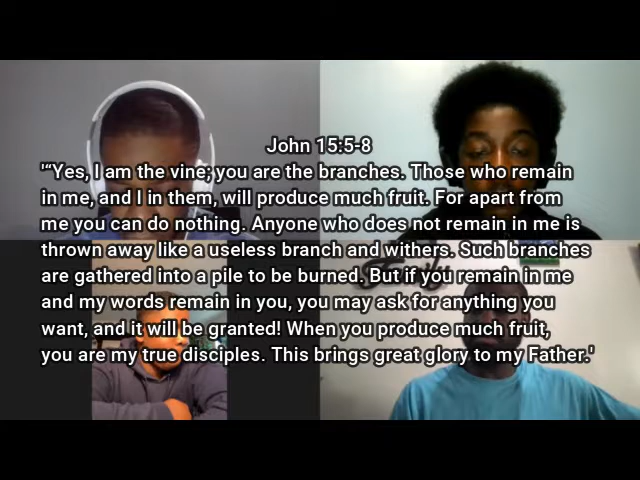 John 15:5-8
'“Yes, I am the vine; you are the branches. Those who remain
in me, and I in them, will produce much fruit. For apart from
me you can do nothing. Anyone who does not remain in me is
thrown away like a useless branch and withers. Such branches
are gathered into a pile to be burned. But if you remain in me
and my words remain in you, you may ask for anything you
want, and it will be granted! When you produce much fruit,
you are my true disciples. This brings great glory to my Father.'